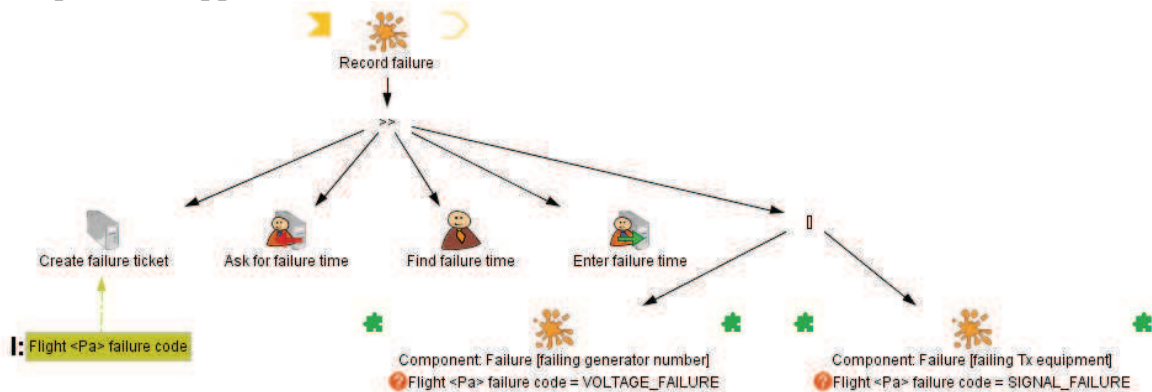 Record failure
>>
[]
Create failure ticket
Ask for failure time
Find failure time
Enter failure time
I: Flight <Pa> failure code
Component: Failure [failing generator number]
? Flight <Pa> failure code = VOLTAGE_FAILURE
Component: Failure [failing Tx equipment]
? Flight <Pa> failure code = SIGNAL_FAILURE